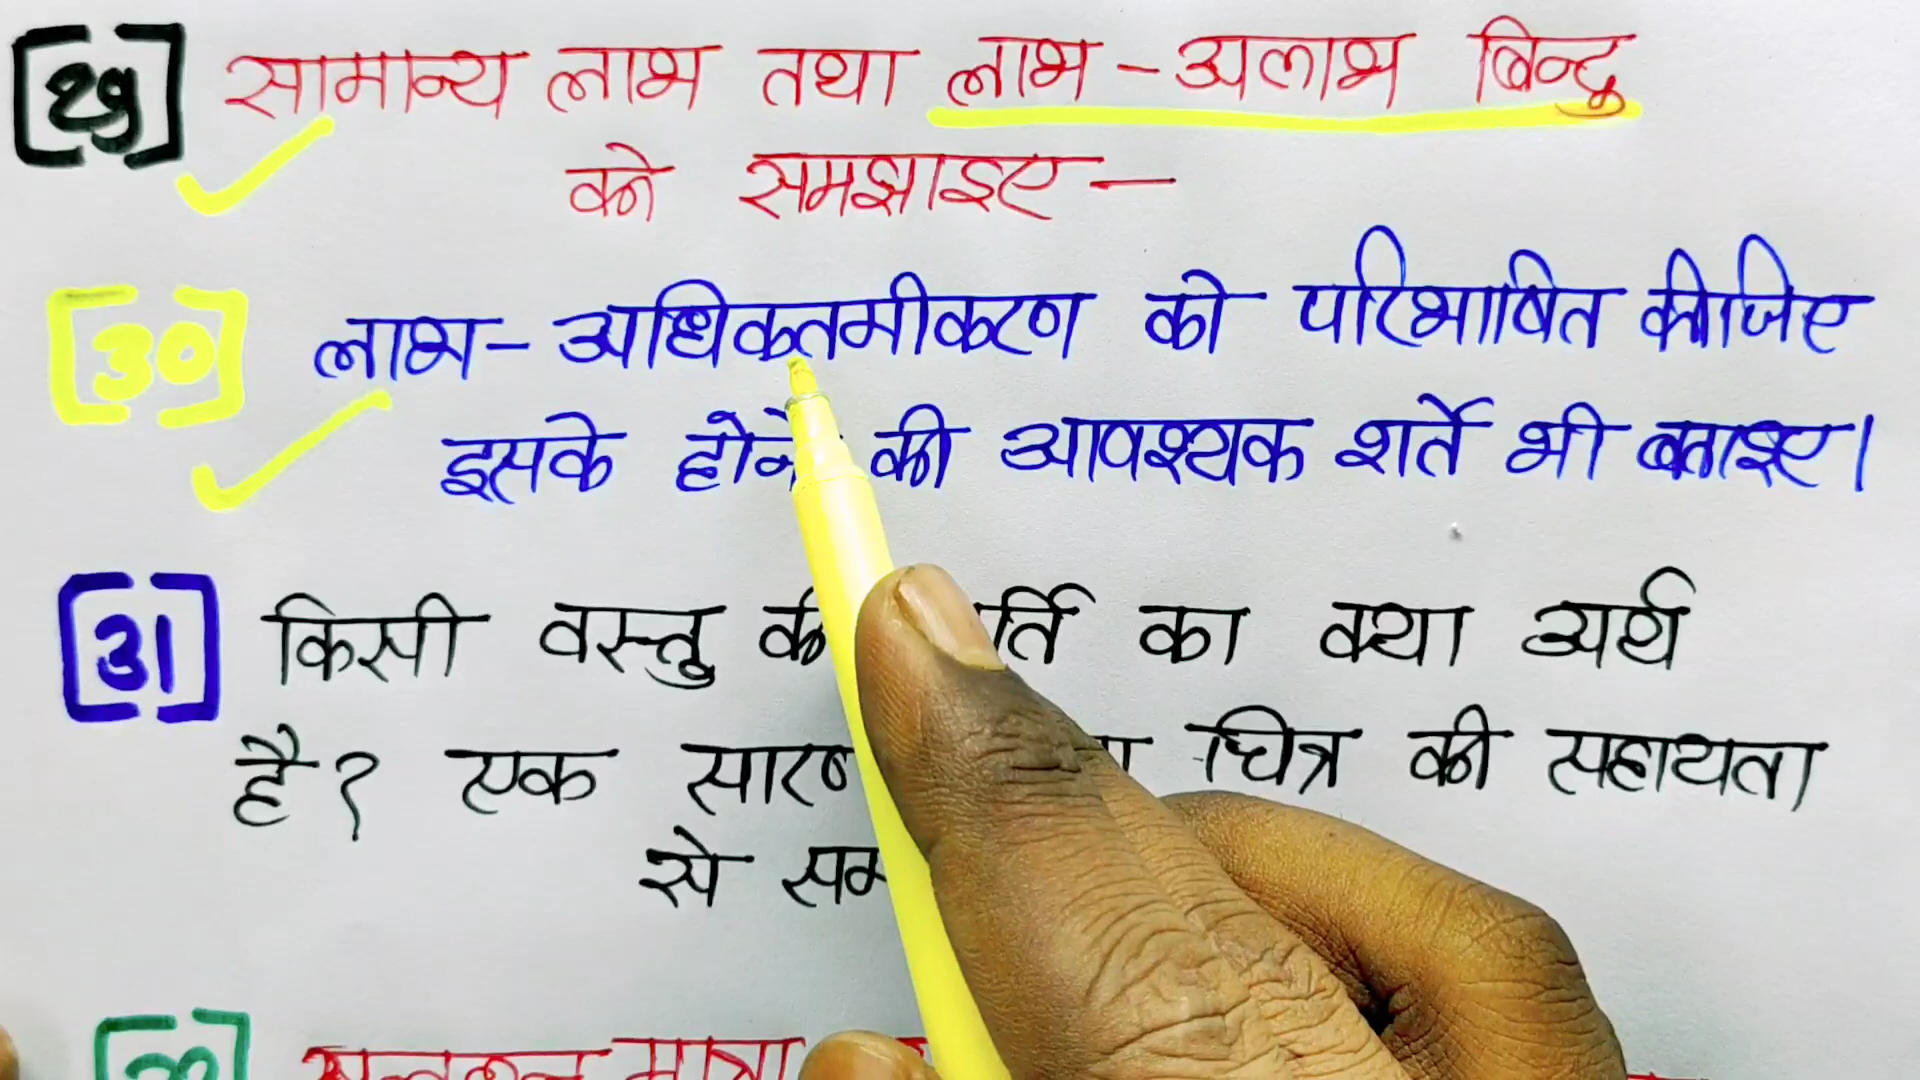 [29] सामान्य लाभ तथा लाभ - अलाभ बिन्दु
को समझाइए -
[30] लाभ - अधिकतमीकरण को परिभाषित कीजिए
इसके होने की आवश्यक शर्ते भी बताइए।
[31] किसी वस्तु की का क्या अर्थ
है? एक चित्र की सहायता
से
मात्रा